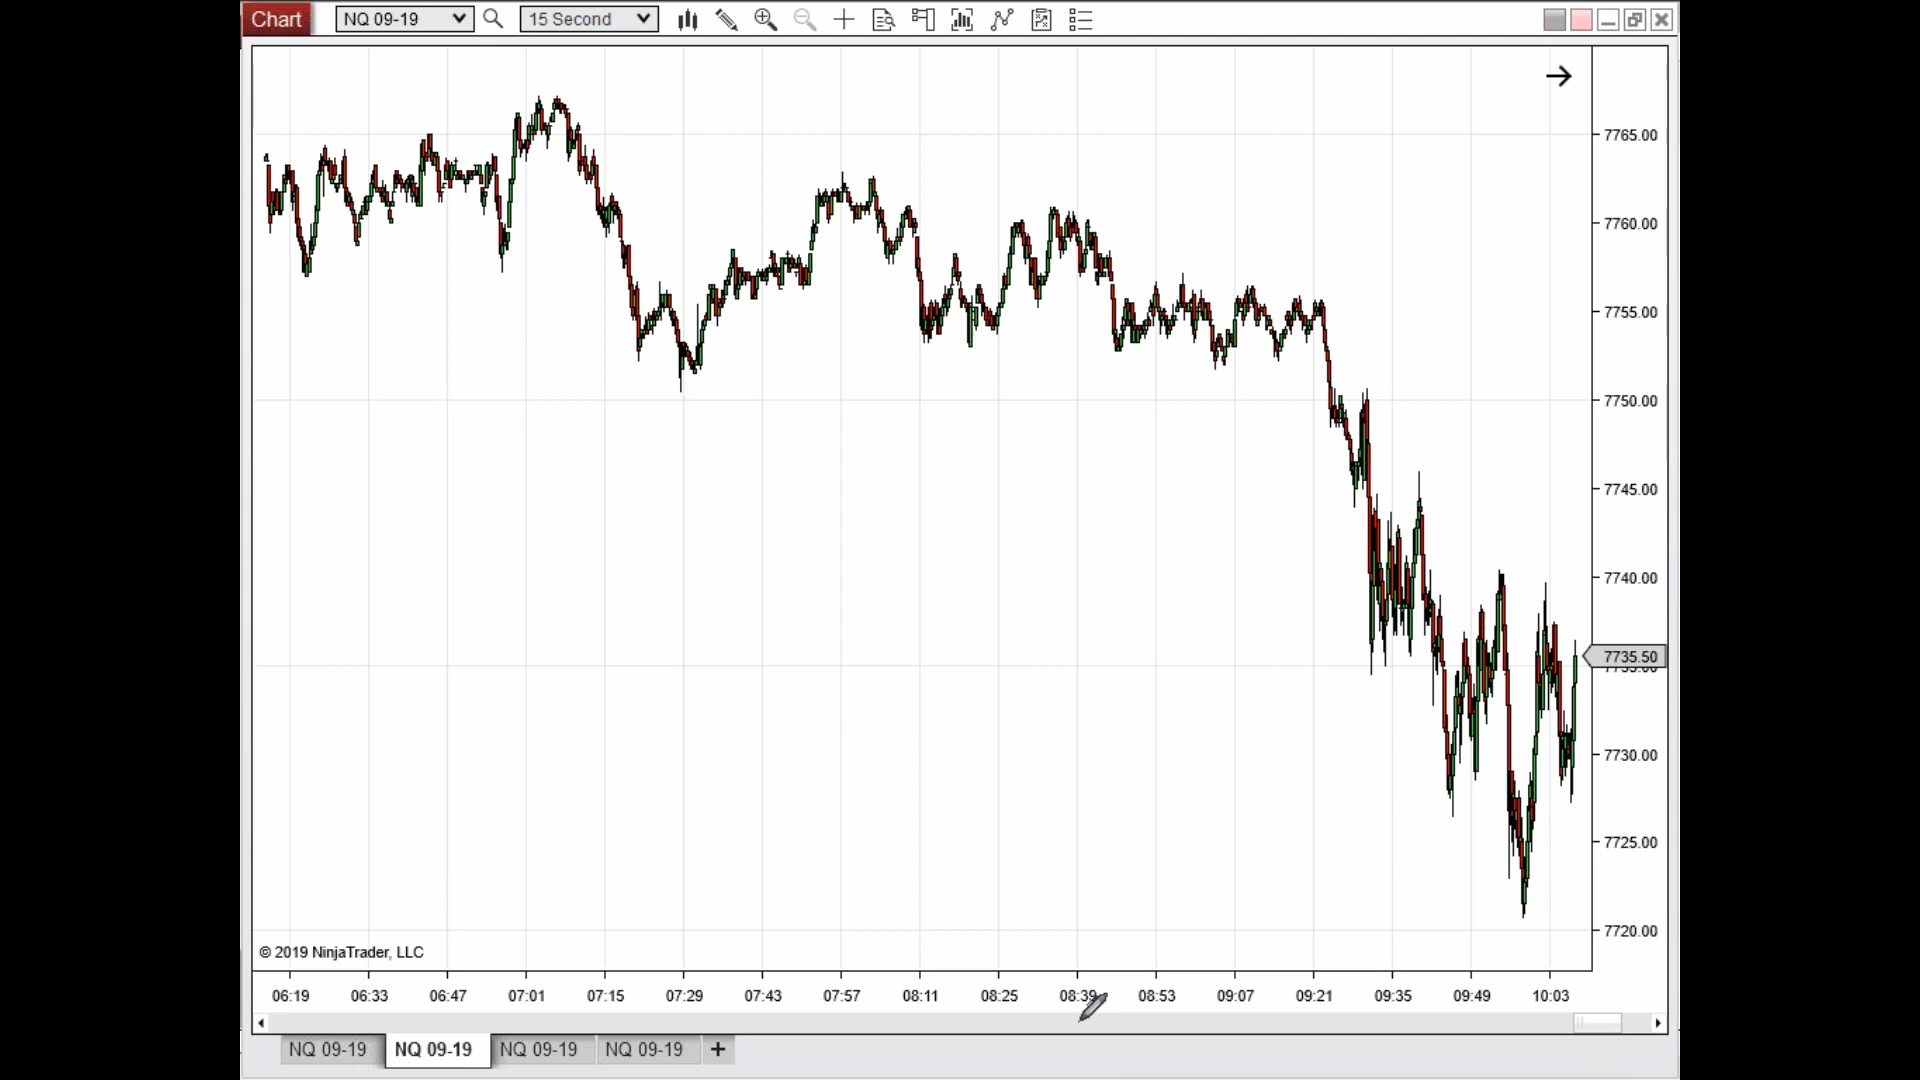 Chart NQ 09-19 15 Second
7765.00
7760.00
7755.00
7750.00
7745.00
7740.00
7735.50
7735.00
7730.00
7725.00
7720.00
© 2019 NinjaTrader, LLC
06:19 06:33 06:47 07:01 07:15 07:29 07:43 07:57 08:11 08:25 08:39 08:53 09:07 09:21 09:35 09:49 10:03
NQ 09-19 NQ 09-19 NQ 09-19 NQ 09-19 +